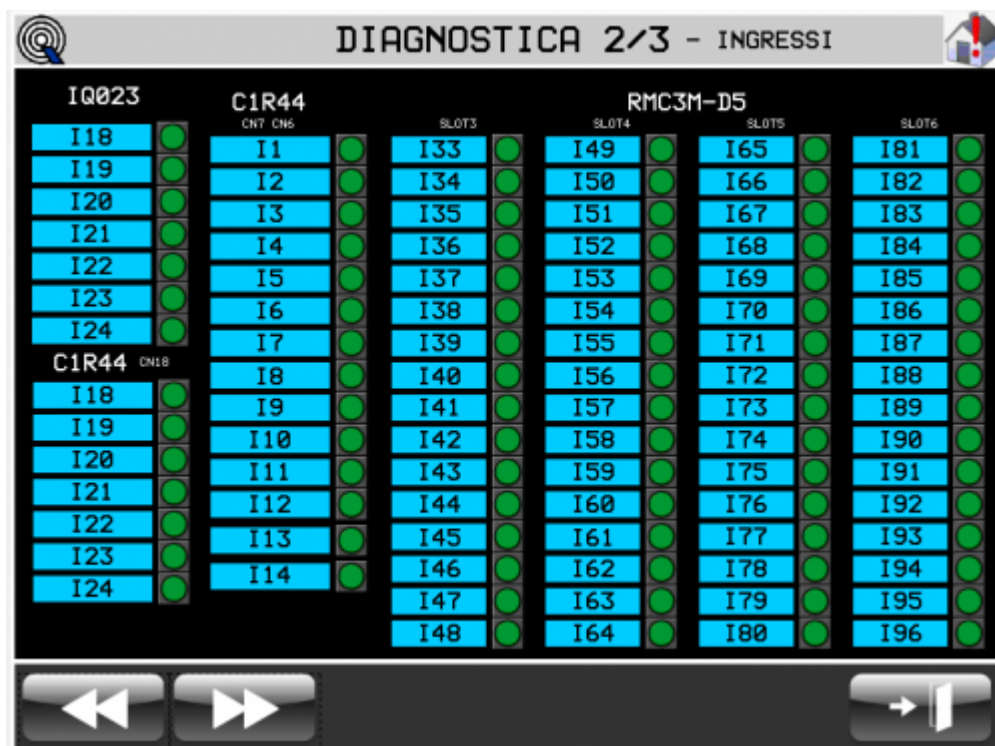 DIAGNOSTICA 2/3 - INGRESSI
IQ023
I18
I19
I20
I21
I22
I23
I24
C1R44 CN18
I18
I19
I20
I21
I22
I23
I24
C1R44
CN7 CN6
I1
I2
I3
I4
I5
I6
I7
I8
I9
I10
I11
I12
I13
I14
RMC3M-D5
SLOT3
I33
I34
I35
I36
I37
I38
I39
I40
I41
I42
I43
I44
I45
I46
I47
I48
SLOT4
I49
I50
I51
I52
I53
I54
I55
I56
I57
I58
I59
I60
I61
I62
I63
I64
SLOT5
I65
I66
I67
I68
I69
I70
I71
I72
I73
I74
I75
I76
I77
I78
I79
I80
SLOT6
I81
I82
I83
I84
I85
I86
I87
I88
I89
I90
I91
I92
I93
I94
I95
I96